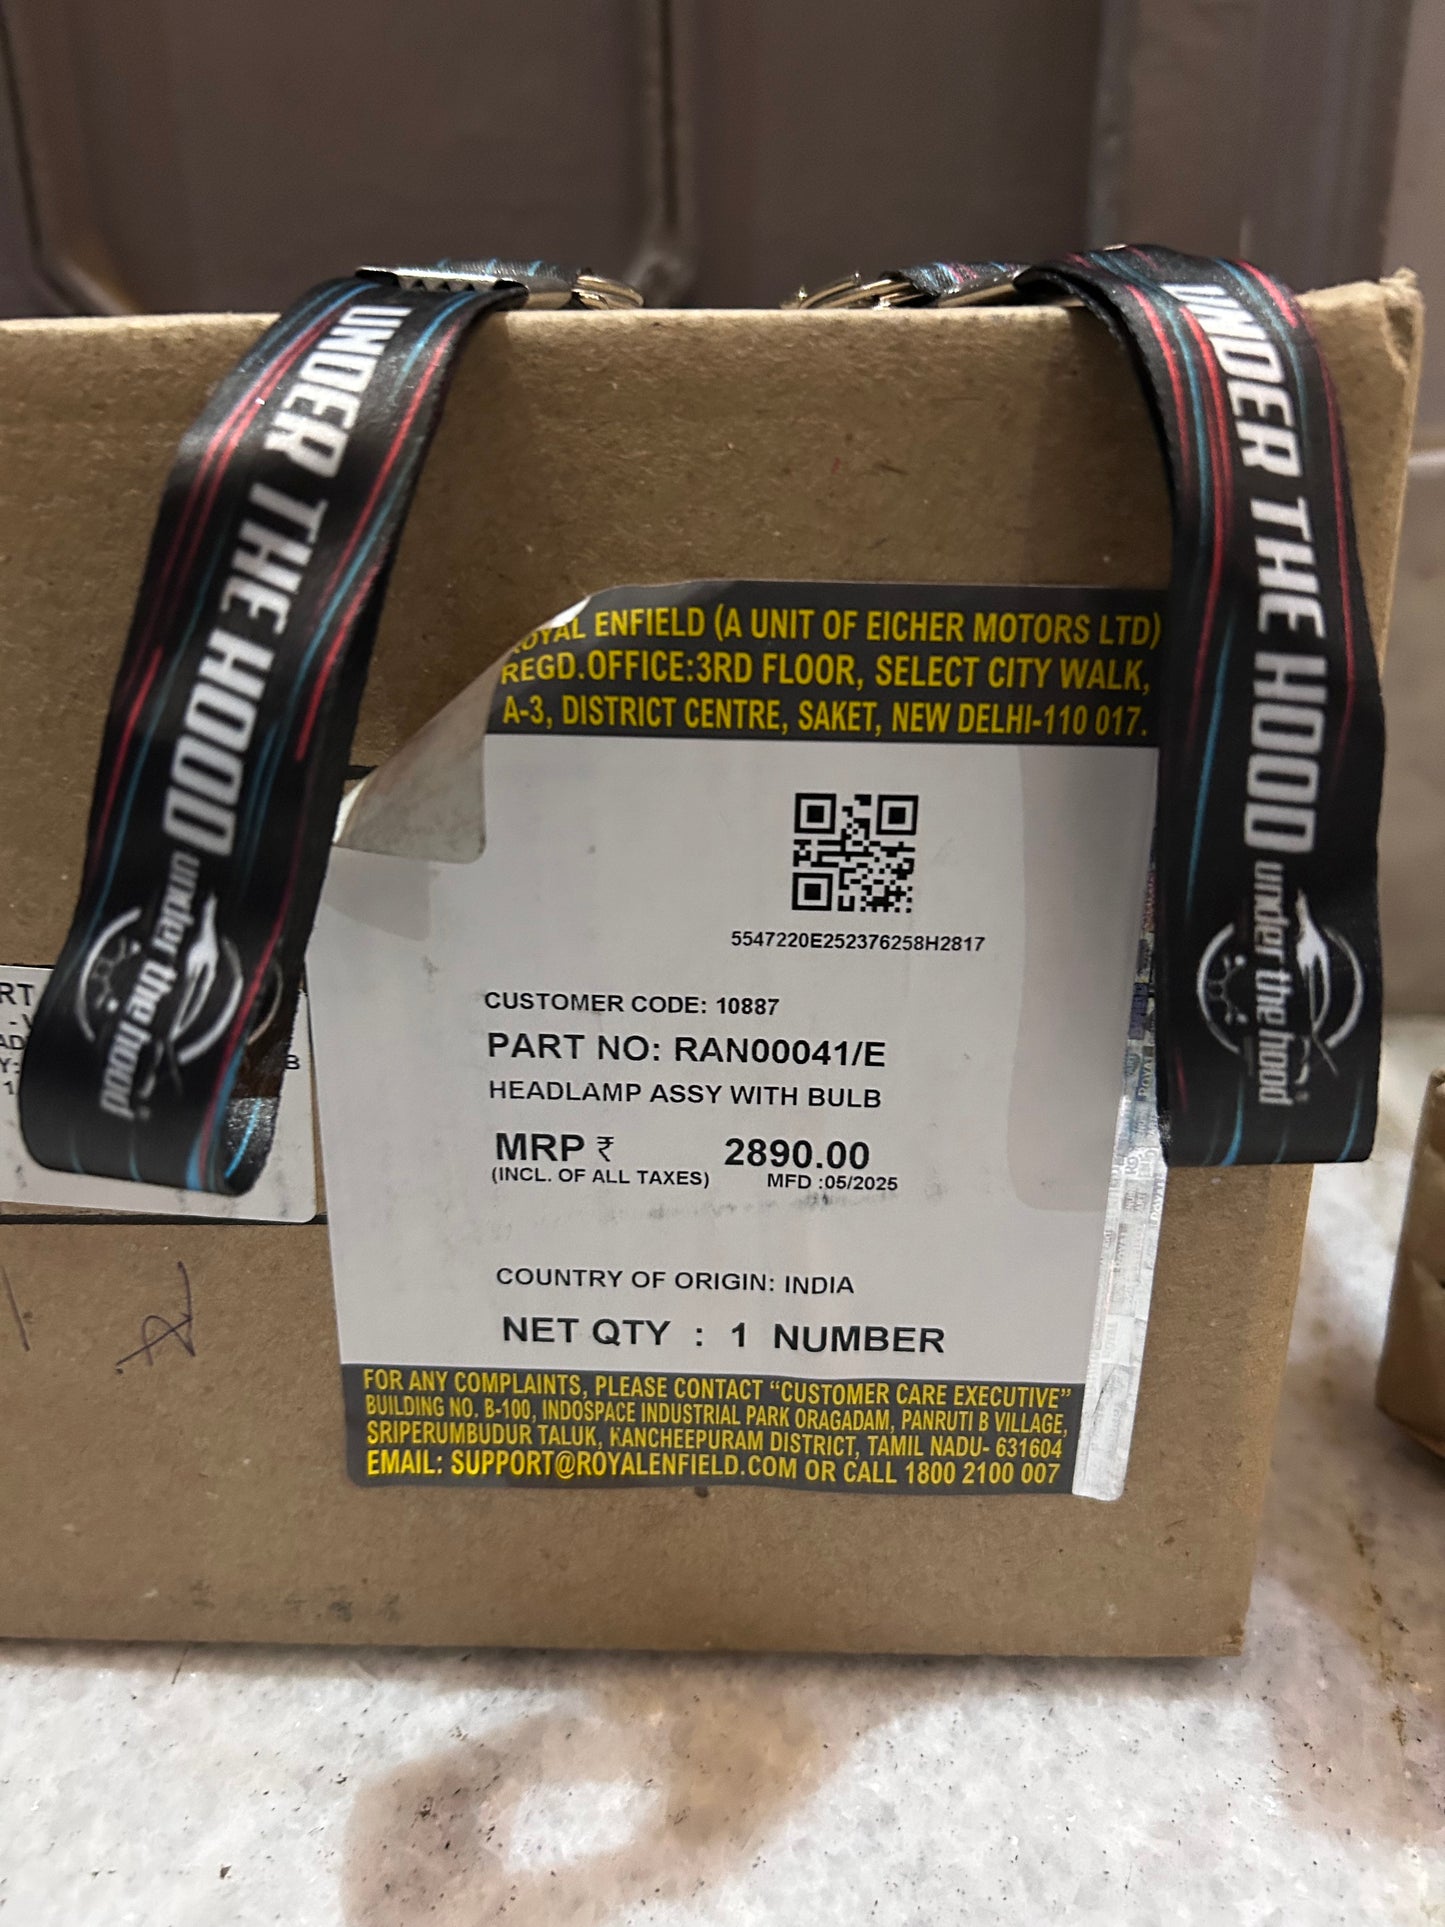 UNDER THE HOOD
under the hood
UNDER THE HOOD
under the hood
ROYAL ENFIELD (A UNIT OF EICHER MOTORS LTD)
REGD.OFFICE:3RD FLOOR, SELECT CITY WALK,
A-3, DISTRICT CENTRE, SAKET, NEW DELHI-110 017.
5547220E252376258H2817
CUSTOMER CODE: 10887
PART NO: RAN00041/E
HEADLAMP ASSY WITH BULB
MRP ₹ 2890.00
(INCL. OF ALL TAXES) MFD :05/2025
COUNTRY OF ORIGIN: INDIA
NET QTY : 1 NUMBER
FOR ANY COMPLAINTS, PLEASE CONTACT “CUSTOMER CARE EXECUTIVE”
BUILDING NO. B-100, INDOSPACE INDUSTRIAL PARK ORAGADAM, PANRUTI B VILLAGE,
SRIPERUMBUDUR TALUK, KANCHEEPURAM DISTRICT, TAMIL NADU- 631604
EMAIL: SUPPORT@ROYALENFIELD.COM OR CALL 1800 2100 007